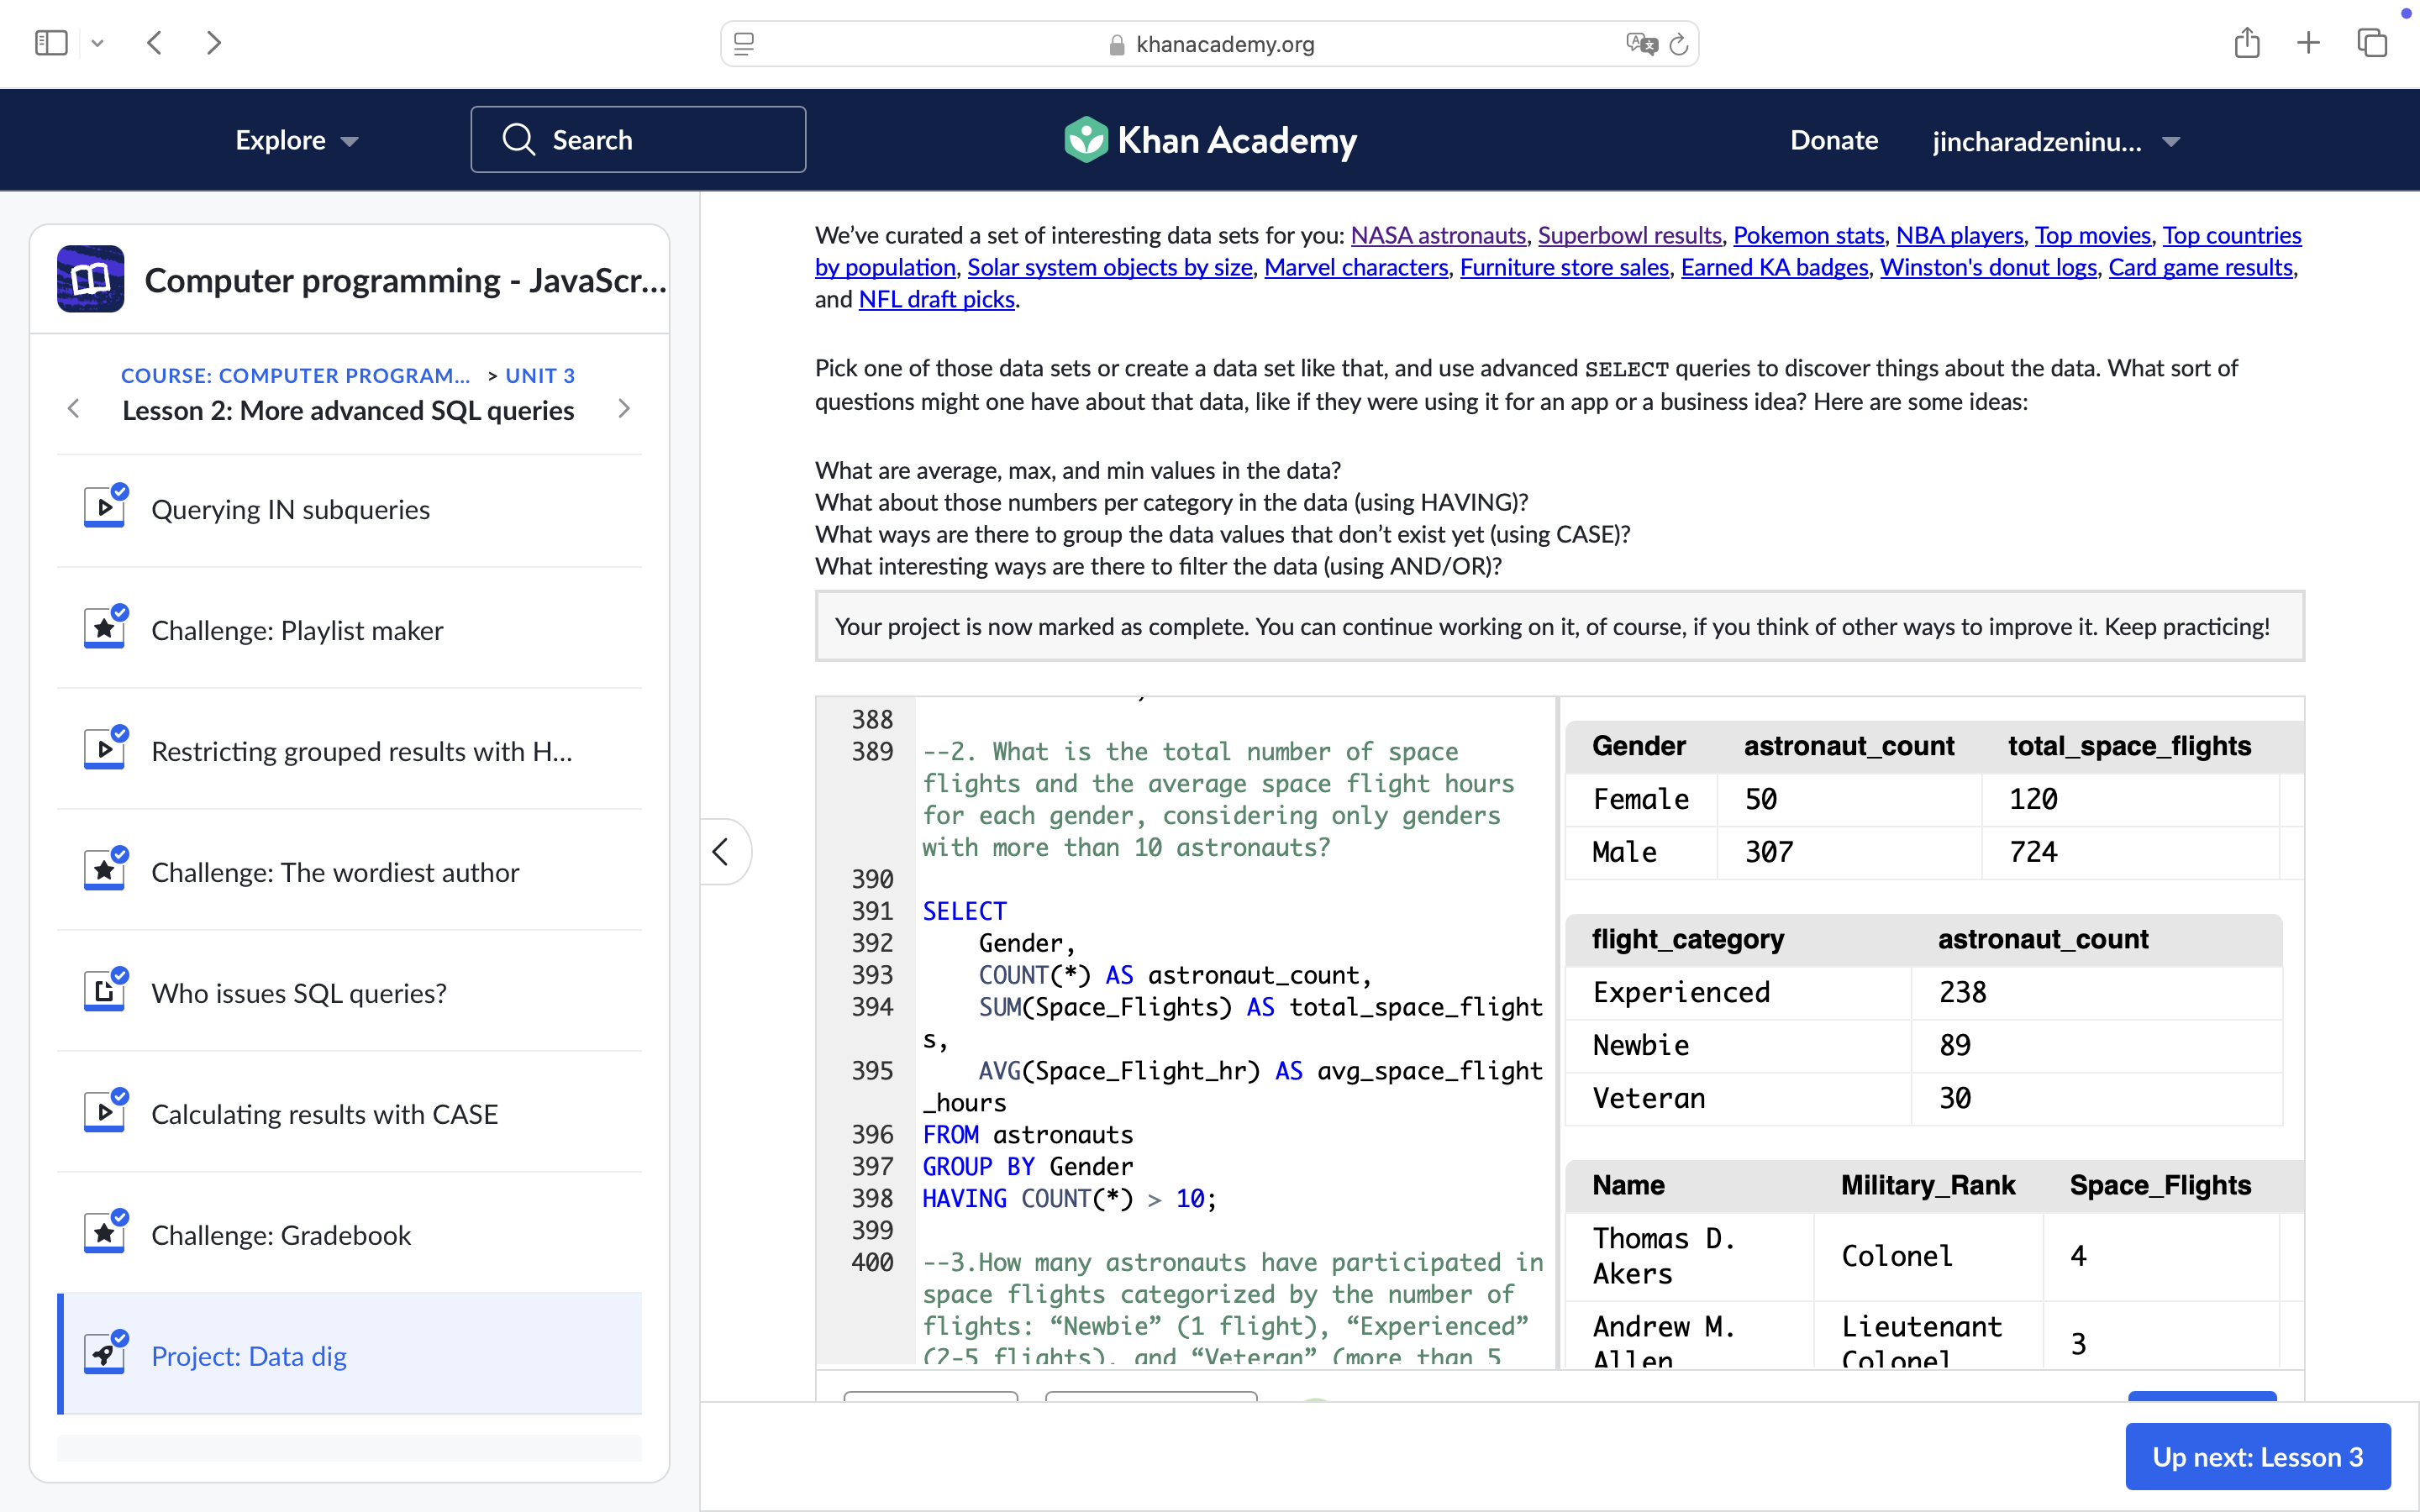 khanacademy.org
Explore
Search
Khan Academy
Donate
jincharadzeninu...
Computer programming - JavaScr...
COURSE: COMPUTER PROGRAM... > UNIT 3
Lesson 2: More advanced SQL queries
Querying IN subqueries
Challenge: Playlist maker
Restricting grouped results with H...
Challenge: The wordiest author
Who issues SQL queries?
Calculating results with CASE
Challenge: Gradebook
Project: Data dig
We’ve curated a set of interesting data sets for you: NASA astronauts, Superbowl results, Pokemon stats, NBA players, Top movies, Top countries
by population, Solar system objects by size, Marvel characters, Furniture store sales, Earned KA badges, Winston's donut logs, Card game results,
and NFL draft picks.
Pick one of those data sets or create a data set like that, and use advanced SELECT queries to discover things about the data. What sort of
questions might one have about that data, like if they were using it for an app or a business idea? Here are some ideas:
What are average, max, and min values in the data?
What about those numbers per category in the data (using HAVING)?
What ways are there to group the data values that don’t exist yet (using CASE)?
What interesting ways are there to filter the data (using AND/OR)?
Your project is now marked as complete. You can continue working on it, of course, if you think of other ways to improve it. Keep practicing!
388
389 --2. What is the total number of space
flights and the average space flight hours
for each gender, considering only genders
with more than 10 astronauts?
390
391 SELECT
392 Gender,
393 COUNT(*) AS astronaut_count,
394 SUM(Space_Flights) AS total_space_flight
s,
395 AVG(Space_Flight_hr) AS avg_space_flight
_hours
396 FROM astronauts
397 GROUP BY Gender
398 HAVING COUNT(*) > 10;
399
400 --3.How many astronauts have participated in
space flights categorized by the number of
flights: “Newbie” (1 flight), “Experienced”
(2-5 flights), and “Veteran” (more than 5
Gender astronaut_count total_space_flights
Female 50 120
Male 307 724
flight_category astronaut_count
Experienced 238
Newbie 89
Veteran 30
Name Military_Rank Space_Flights
Thomas D.
Akers Colonel 4
Andrew M. Lieutenant
Allen Colonel 3
Up next: Lesson 3